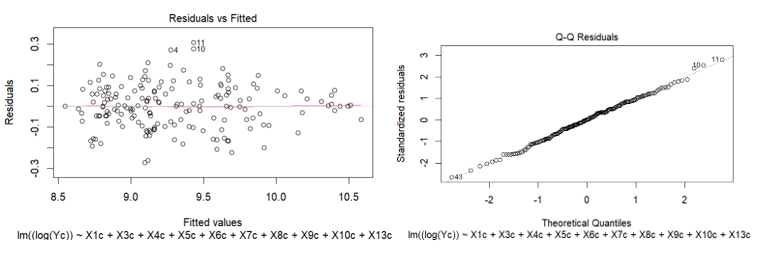 Residuals vs Fitted
Residuals
0.3
0.1
-0.1
-0.3
4
11
10
8.5 9.0 9.5 10.0 10.5
Fitted values
lm((log(Yc)) ~ X1c + X3c + X4c + X5c + X6c + X7c + X8c + X9c + X10c + X13c
Q-Q Residuals
Standardized residuals
3
2
1
0
-1
-2
10
11
43
-2 -1 0 1 2
Theoretical Quantiles
lm((log(Yc)) ~ X1c + X3c + X4c + X5c + X6c + X7c + X8c + X9c + X10c + X13c